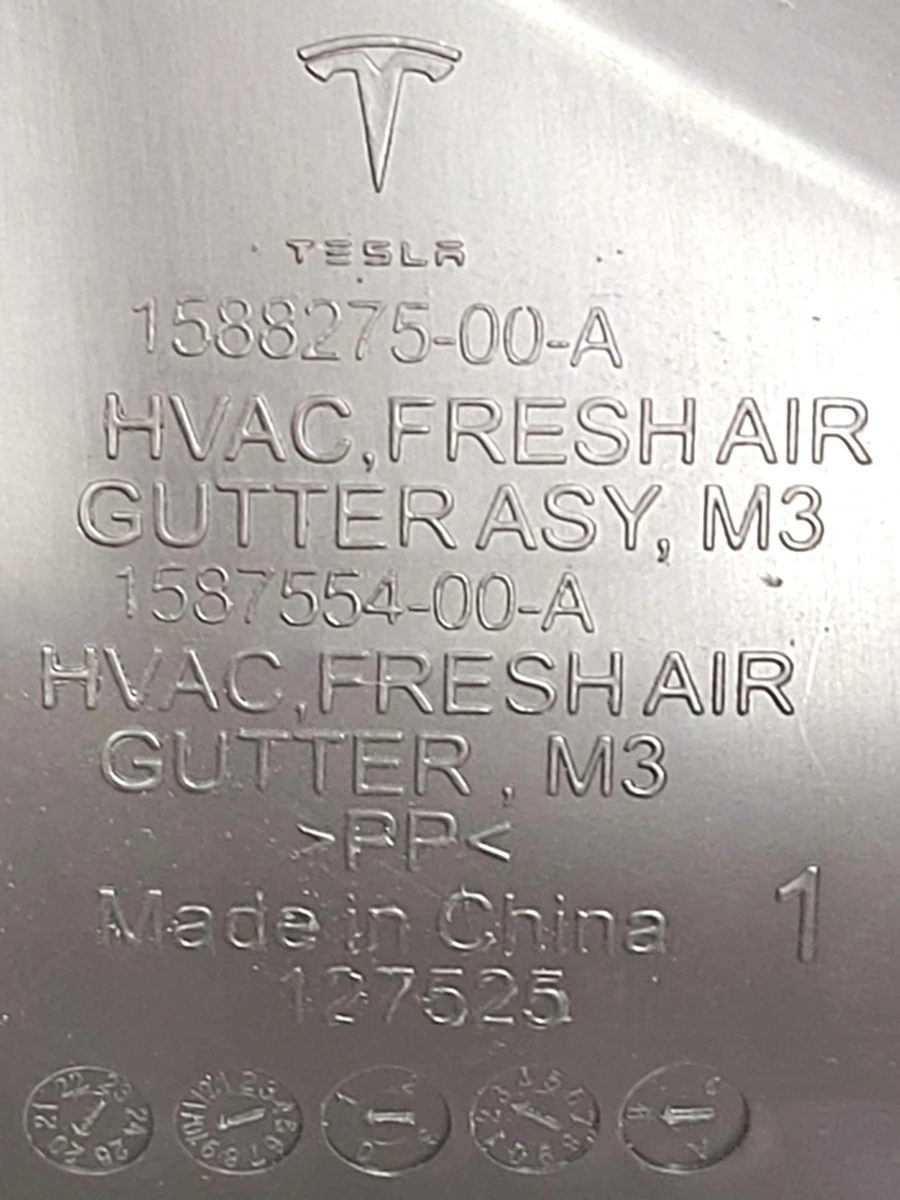 TESLA
1588275-00-A
HVAC,FRESH AIR
GUTTER ASY, M3
1587554-00-A
HVAC,FRESH AIR
GUTTER , M3
>PP<
Made in China
1
127525